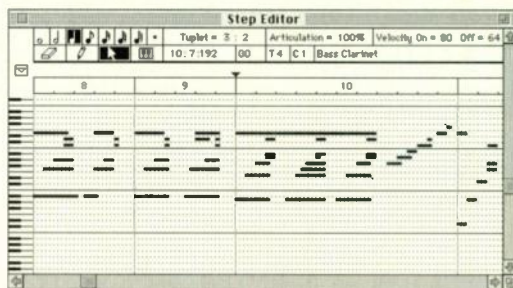 Step Editor
Tuplet = 3 : 2 Articulation = 100% Velocity On = 80 Off = 64
10: 7:192 00 T4 C1 Bass Clarinet
8 9 10